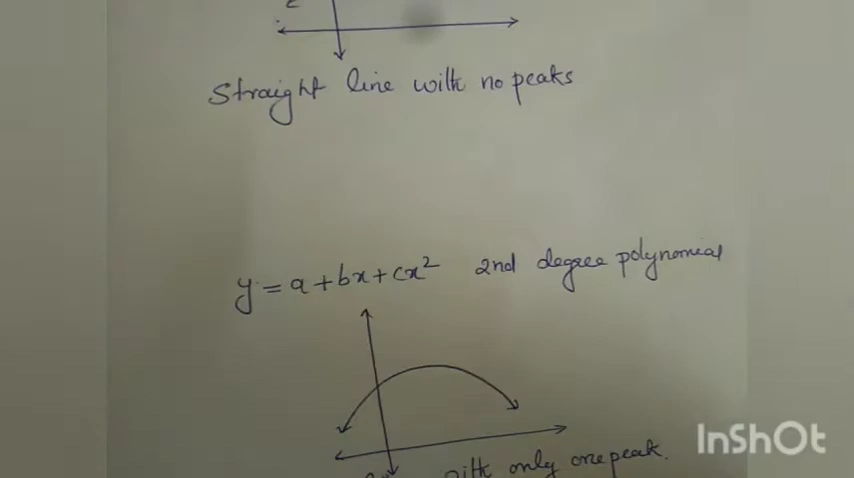 Straight line with no peaks
y = a + bx + cx² 2nd degree polynomial
with only one peak.
InShOt